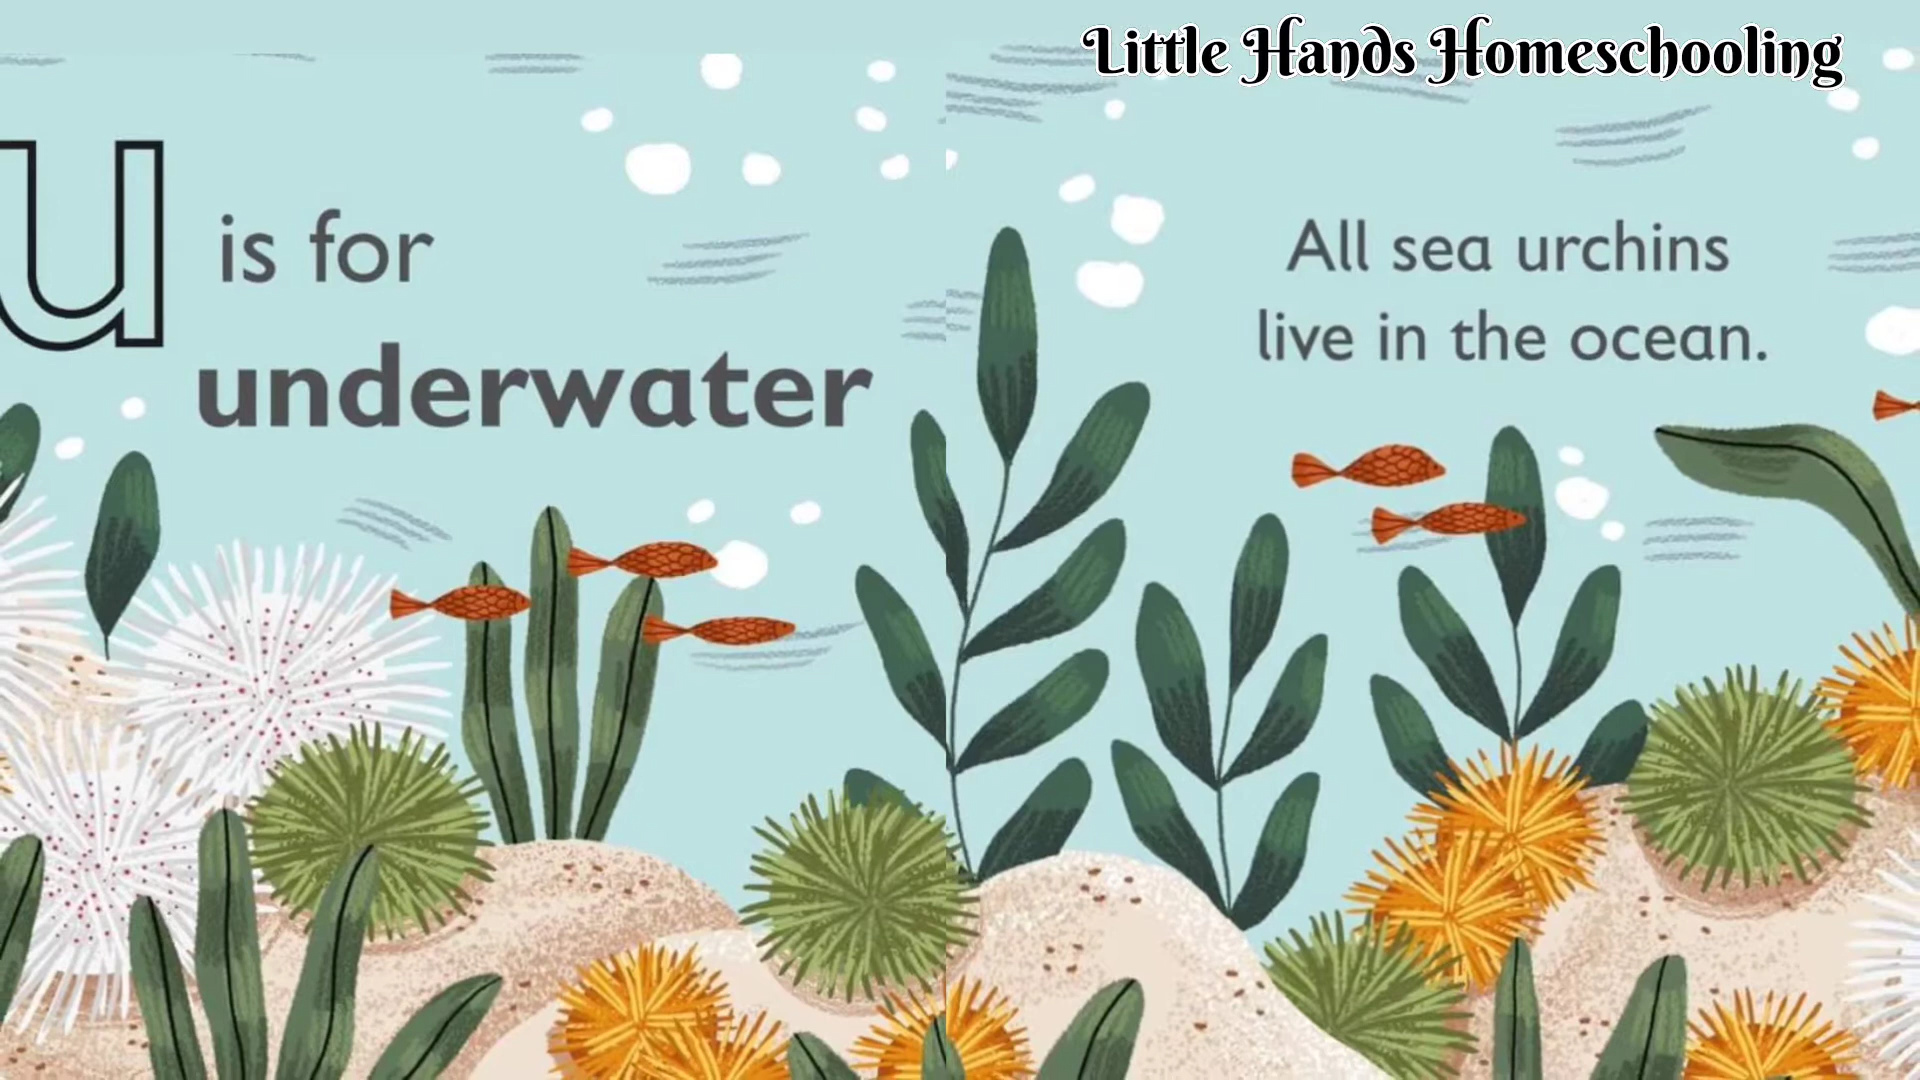 Little Hands Homeschooling
u is for
underwater
All sea urchins
live in the ocean.